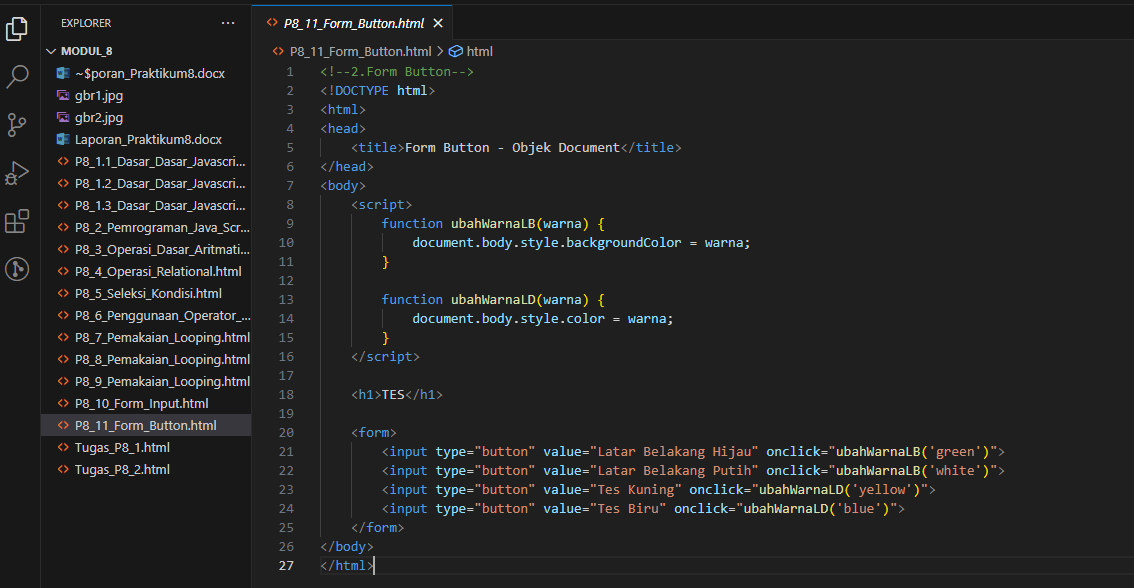 EXPLORER
···
MODUL_8
~$poran_Praktikum8.docx
gbr1.jpg
gbr2.jpg
Laporan_Praktikum8.docx
P8_1.1_Dasar_Dasar_Javascri...
P8_1.2_Dasar_Dasar_Javascri...
P8_1.3_Dasar_Dasar_Javascri...
P8_2_Pemrograman_Java_Scr...
P8_3_Operasi_Dasar_Aritmati...
P8_4_Operasi_Relational.html
P8_5_Seleksi_Kondisi.html
P8_6_Penggunaan_Operator_...
P8_7_Pemakaian_Looping.html
P8_8_Pemakaian_Looping.html
P8_9_Pemakaian_Looping.html
P8_10_Form_Input.html
P8_11_Form_Button.html
Tugas_P8_1.html
Tugas_P8_2.html
P8_11_Form_Button.html
P8_11_Form_Button.html > html
1 <!--2.Form Button-->
2 <!DOCTYPE html>
3 <html>
4 <head>
5     <title>Form Button - Objek Document</title>
6 </head>
7 <body>
8     <script>
9         function ubahWarnaLB(warna) {
10             document.body.style.backgroundColor = warna;
11         }
12
13         function ubahWarnaLD(warna) {
14             document.body.style.color = warna;
15         }
16     </script>
17
18     <h1>TES</h1>
19
20     <form>
21         <input type="button" value="Latar Belakang Hijau" onclick="ubahWarnaLB('green')">
22         <input type="button" value="Latar Belakang Putih" onclick="ubahWarnaLB('white')">
23         <input type="button" value="Tes Kuning" onclick="ubahWarnaLD('yellow')">
24         <input type="button" value="Tes Biru" onclick="ubahWarnaLD('blue')">
25     </form>
26 </body>
27 </html>